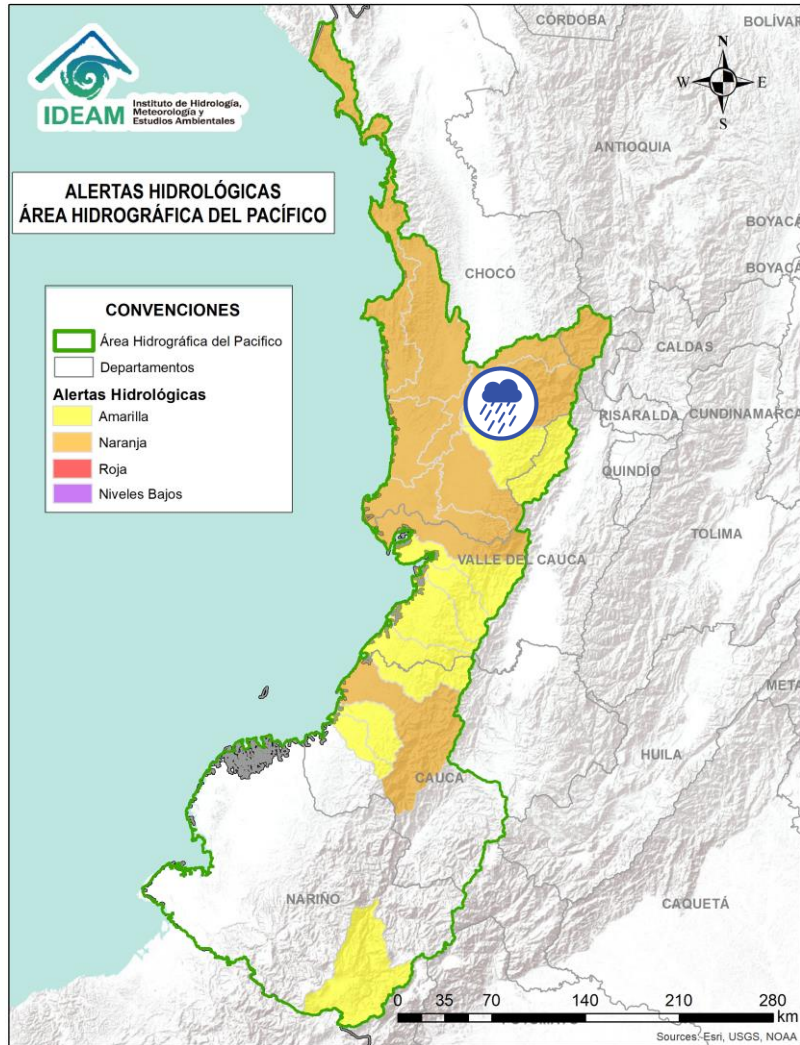 CÓRDOBA
BOLÍVAR
IDEAM
Instituto de Hidrología,
Meteorología y
Estudios Ambientales
N
W E
S
ANTIOQUIA
ALERTAS HIDROLÓGICAS
ÁREA HIDROGRÁFICA DEL PACÍFICO
BOYACÁ
CHOCÓ
BOYACÁ
CONVENCIONES
Área Hidrográfica del Pacifico
Departamentos
Alertas Hidrológicas
Amarilla
Naranja
Roja
Niveles Bajos
CALDAS
RISARALDA
CUNDINAMARCA
QUINDÍO
TOLIMA
VALLE DEL CAUCA
META
HUILA
CAUCA
NARIÑO
CAQUETÁ
0 35 70 140 210 280
km
Sources: Esri, USGS, NOAA